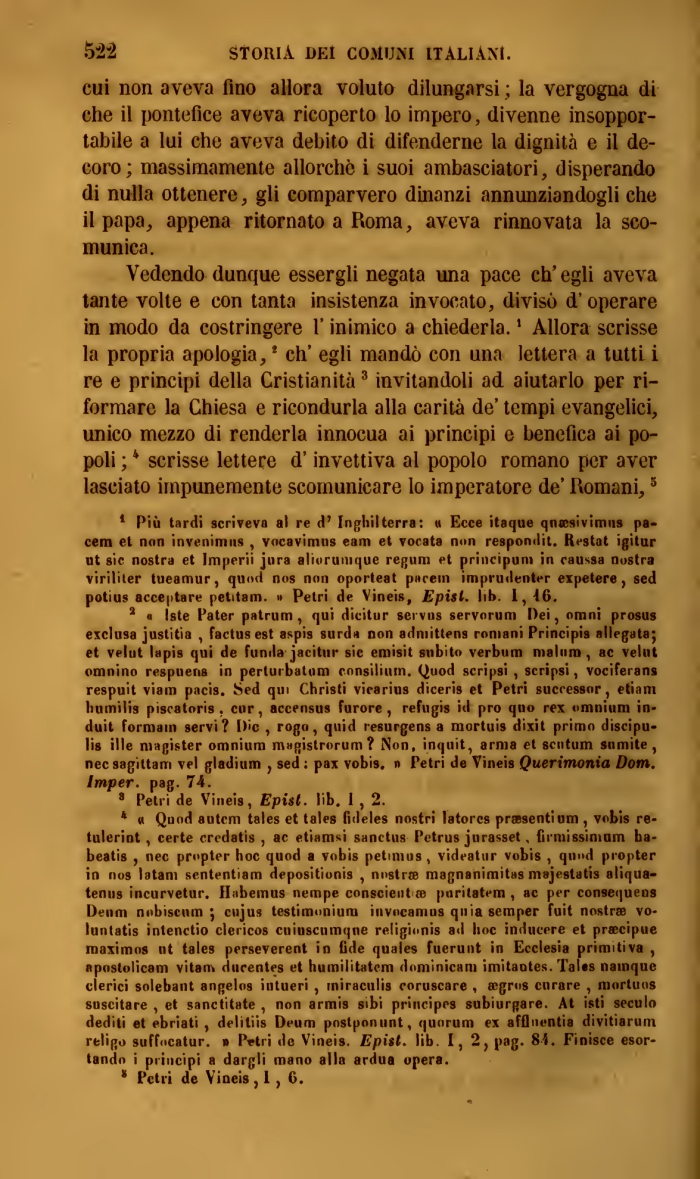 522 STORIA DEI COMUNI ITALIANI.
cui non aveva fino allora voluto dilungarsi; la vergogna di
che il pontefice aveva ricoperto lo impero, divenne insoppor-
tabile a lui che aveva debito di difenderne la dignità e il de-
coro; massimamente allorchè i suoi ambasciatori, disperando
di nulla ottenere, gli comparvero dinanzi annunziandogli che
il papa, appena ritornato a Roma, aveva rinnovata la sco-
munica.
Vedendo dunque essergli negata una pace ch' egli aveva
tante volte e con tanta insistenza invocato, divisò d' operare
in modo da costringere l' inimico a chiederla. ¹ Allora scrisse
la propria apologia, ² ch' egli mandò con una lettera a tutti i
re e principi della Cristianità ³ invitandoli ad aiutarlo per ri-
formare la Chiesa e ricondurla alla carità de' tempi evangelici,
unico mezzo di renderla innocua ai principi e benefica ai po-
poli; ⁴ scrisse lettere d' invettiva al popolo romano per aver
lasciato impunemente scomunicare lo imperatore de' Romani, ⁵
¹ Più tardi scriveva al re d' Inghilterra: « Ecce itaque quæsivimus pa-
cem et non invenimus, vocavimus eam et vocata non respondit. Restat igitur
ut sic nostra et Imperii jura aliorumque regum et principum in caussa nostra
viriliter tueamur, quod nos non oporteat pacem imprudenter expetere, sed
potius acceptare petitam. » Petri de Vineis, Epist. lib. 1, 16.
² « Iste Pater patrum, qui dicitur servus servorum Dei, omni prosus
exclusa justitia, factus est aspis surda non admittens romani Principis allegata;
et velut lapis qui de funda jacitur sic emisit subito verbum malum, ac velut
omnino respuens in perturbatum consilium. Quod scripsi, scripsi, vociferans
respuit viam pacis. Sed qui Christi vicarius diceris et Petri successor, etiam
humilis piscatoris, cur, accensus furore, refugis id pro quo rex omnium in-
duit formam servi? Dic, rogo, quid resurgens a mortuis dixit primo discipu-
lis ille magister omnium magistrorum? Non, inquit, arma et scutum sumite,
nec sagittam vel gladium, sed: pax vobis. » Petri de Vineis Querimonia Dom.
Imper. pag. 74.
³ Petri de Vineis, Epist. lib. 1, 2.
⁴ « Quod autem tales et tales fideles nostri latores præsentium, vobis re-
tulerint, certe credatis, ac etiamsi sanctus Petrus jurasset, firmissimum ha-
beatis, nec propter hoc quod a vobis petimus, videatur vobis, quod propter
in nos latam sententiam depositionis, nostræ magnanimitas majestatis aliqua-
tenus incurvetur. Habemus nempe conscientiæ puritatem, ac per consequens
Deum nobiscum; cujus testimonium invocamus quia semper fuit nostræ vo-
luntatis intenctio clericos cuiuscumque religionis ad hoc inducere et præcipue
maximos ut tales perseverent in fide quales fuerunt in Ecclesia primitiva,
apostolicam vitam ducentes et humilitatem dominicam imitantes. Tales namque
clerici solebant angelos intueri, miraculis coruscare, ægros curare, mortuos
suscitare, et sanctitate, non armis sibi principes subiurgare. At isti seculo
dediti et ebriati, delitiis Deum postponunt, quorum ex affluentia divitiarum
religo suffocatur. » Petri de Vineis. Epist. lib. I, 2, pag. 84. Finisce esor-
tando i principi a dargli mano alla ardua opera.
⁵ Petri de Vineis, 1, 6.